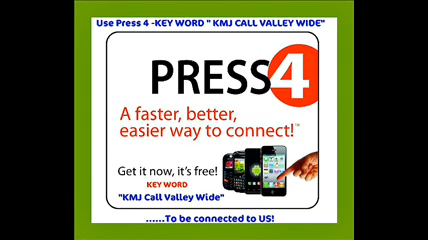 Use Press 4 -KEY WORD " KMJ CALL VALLEY WIDE"
PRESS4
A faster, better,
easier way to connect!™
Get it now, it's free!
KEY WORD
"KMJ Call Valley Wide"
......To be connected to US!